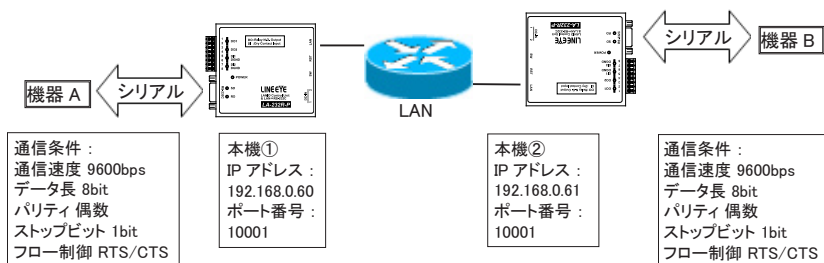 機器 A
シリアル
LINEEYE
LA-232R-P
POWER
LAN
LINEEYE
LA-232R-P
POWER
シリアル
機器 B
通信条件：
通信速度 9600bps
データ長 8bit
パリティ 偶数
ストップビット 1bit
フロー制御 RTS/CTS
本機①
IP アドレス：
192.168.0.60
ポート番号：
10001
本機②
IP アドレス：
192.168.0.61
ポート番号：
10001
通信条件：
通信速度 9600bps
データ長 8bit
パリティ 偶数
ストップビット 1bit
フロー制御 RTS/CTS